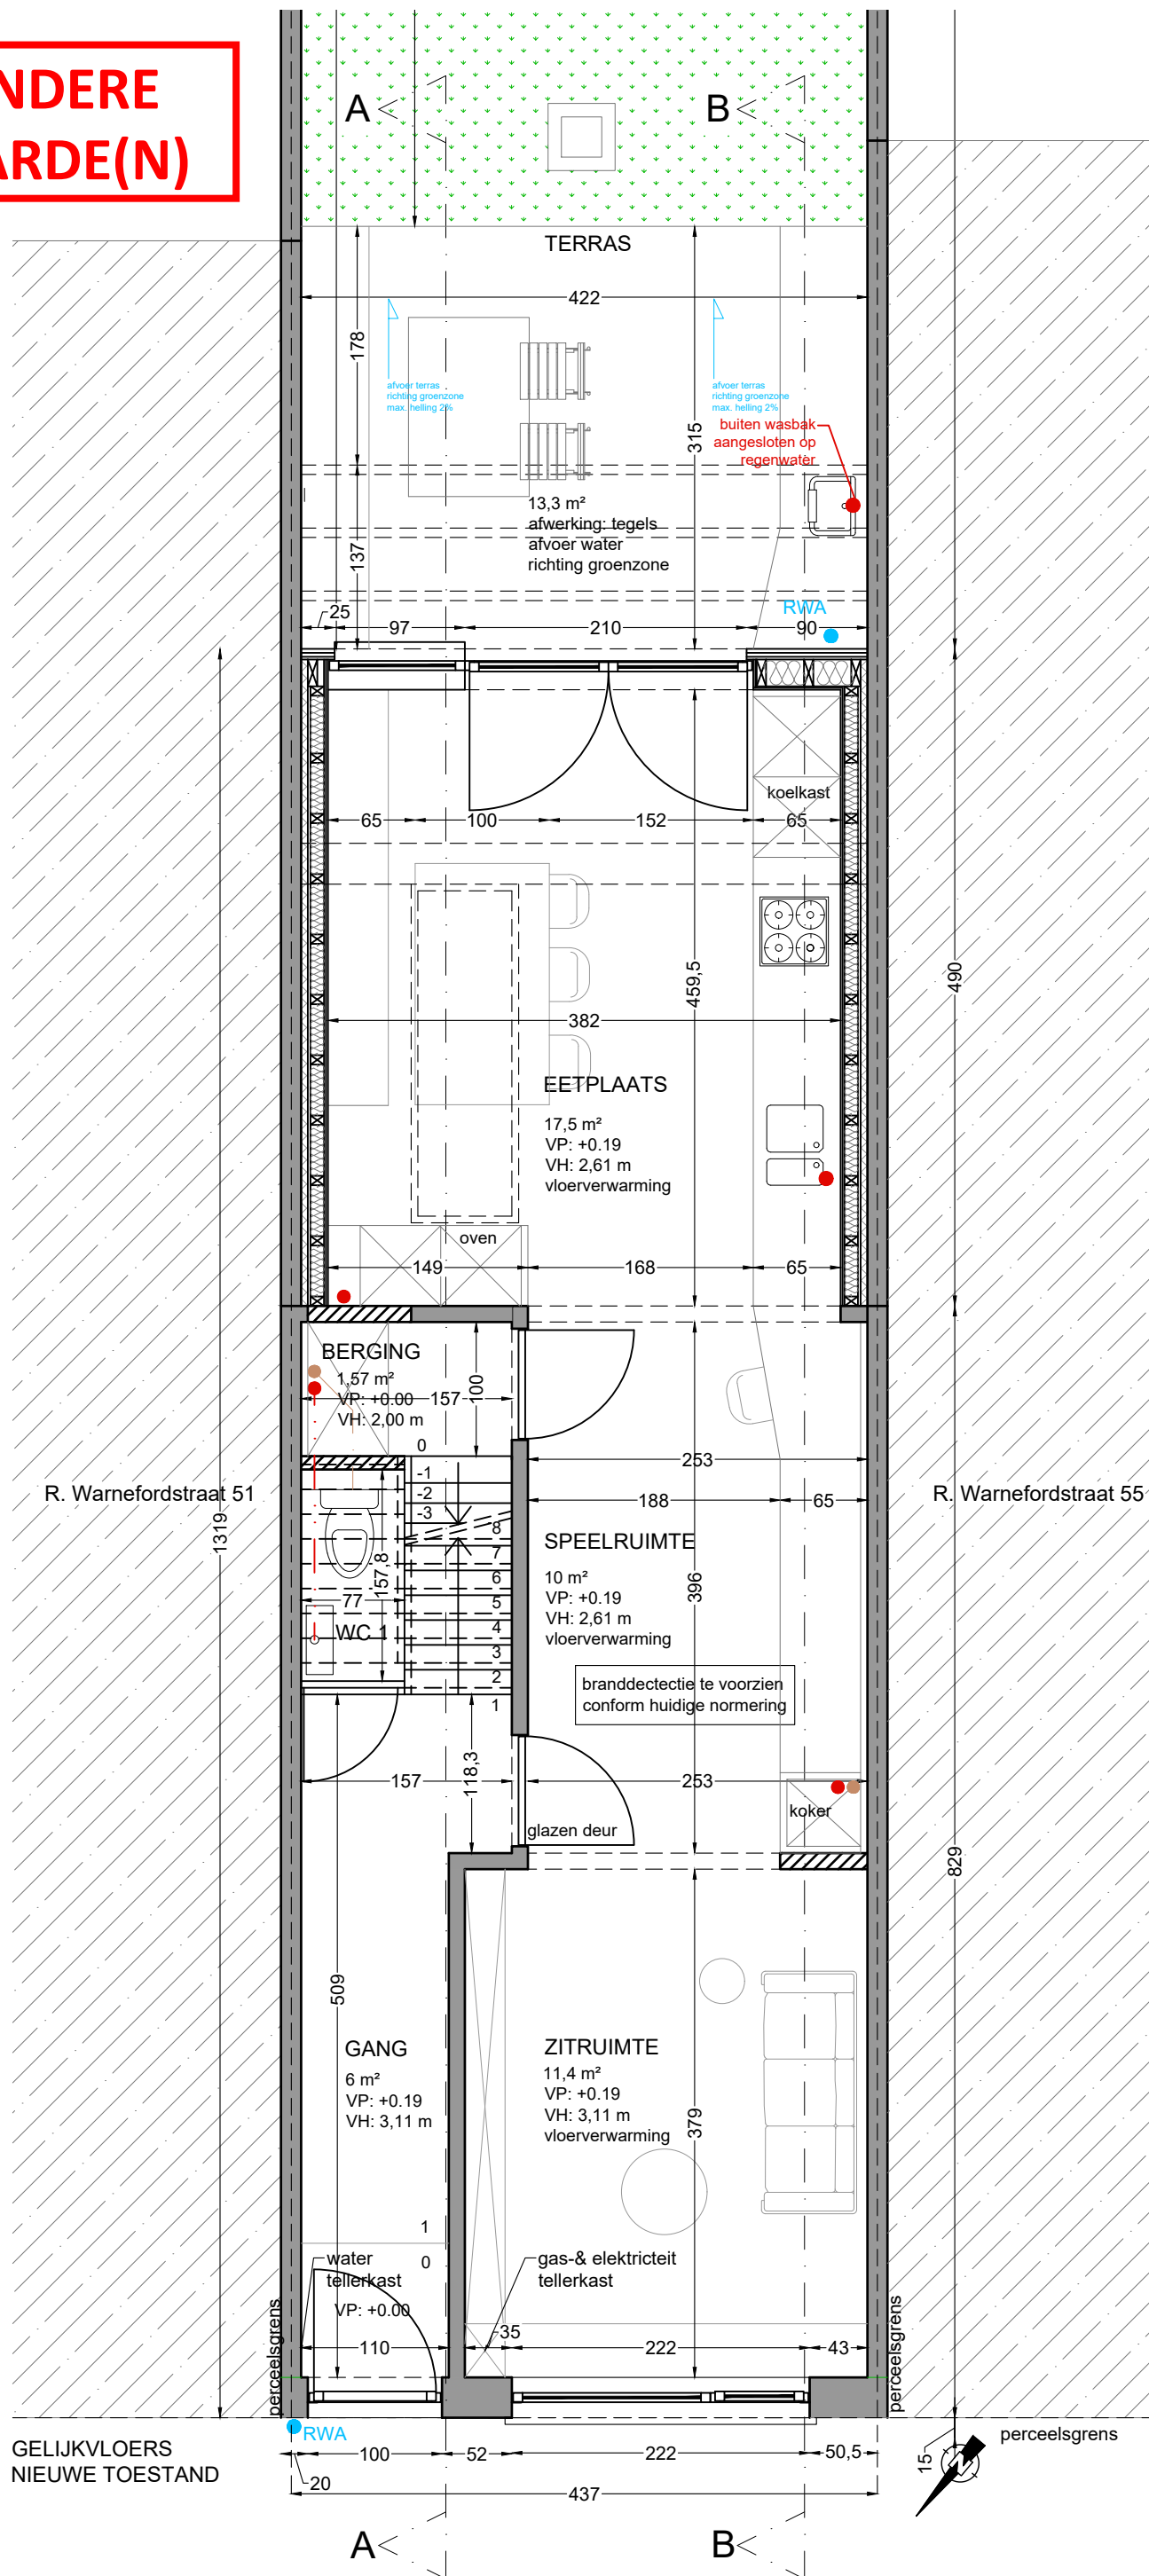 NDERE
ARDE(N)
A
B
TERRAS
422
178
afvoer terras
richting groenzone
max. helling 2%
afvoer terras
richting groenzone
max. helling 2%
315
buiten wasbak
aangesloten op
regenwater
13,3 m²
afwerking: tegels
afvoer water
richting groenzone
137
RWA
25
97
210
90
koelkast
65
100
152
65
459,5
490
382
EETPLAATS
17,5 m²
VP: +0.19
VH: 2,61 m
vloerverwarming
oven
149
168
65
BERGING
1,57 m²
VP: +0.00
VH: 2,00 m
157
100
0
-1
-2
-3
8
7
6
5
4
3
2
1
253
188
65
R. Warnefordstraat 51
R. Warnefordstraat 55
1319
SPEELRUIMTE
10 m²
VP: +0.19
VH: 2,61 m
vloerverwarming
396
157,8
77
WC 1
branddectectie te voorzien
conform huidige normering
118,3
157
253
koker
glazen deur
829
509
GANG
6 m²
VP: +0.19
VH: 3,11 m
ZITRUIMTE
11,4 m²
VP: +0.19
VH: 3,11 m
vloerverwarming
379
1
0
water
tellerkast
VP: +0.00
gas-& elektricteit
tellerkast
perceelsgrens
perceelsgrens
35
110
222
43
RWA
perceelsgrens
GELIJKVLOERS
NIEUWE TOESTAND
100
52
222
50,5
15
N
20
437
A
B